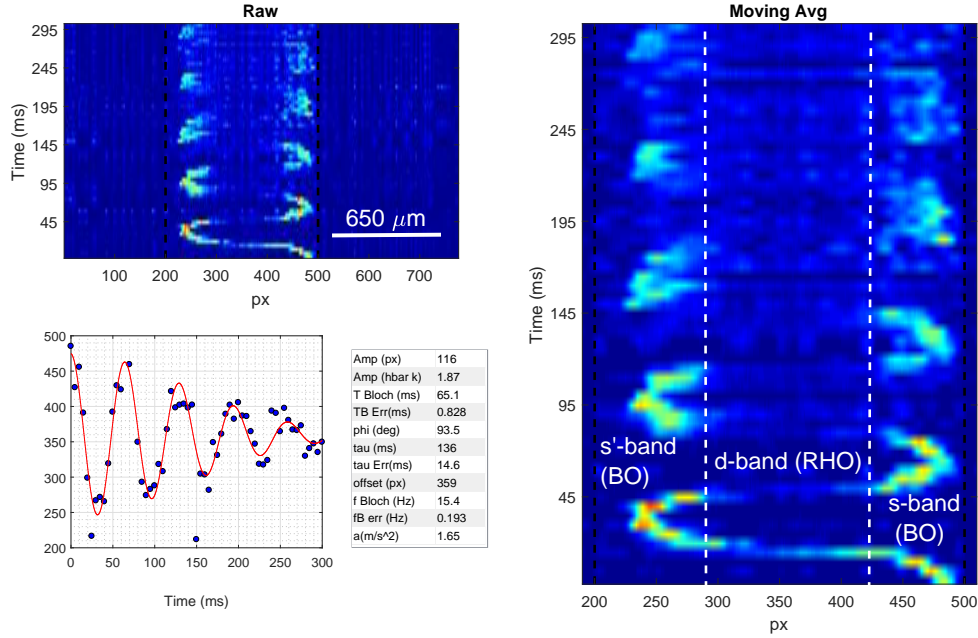 Raw
295
245
195
145
95
45
Time (ms)
650 μm
100
200
300
400
500
600
700
px
500
450
400
350
300
250
200
0
50
100
150
200
250
300
Time (ms)
Amp (px) 116
Amp (hbar k) 1.87
T Bloch (ms) 65.1
TB Err(ms) 0.828
phi (deg) 93.5
tau (ms) 136
tau Err(ms) 14.6
offset (px) 359
f Bloch (Hz) 15.4
fB err (Hz) 0.193
a(m/s^2) 1.65
Moving Avg
295
245
195
145
95
45
Time (ms)
s'-band
(BO)
d-band (RHO)
s-band
(BO)
200
250
300
350
400
450
500
px